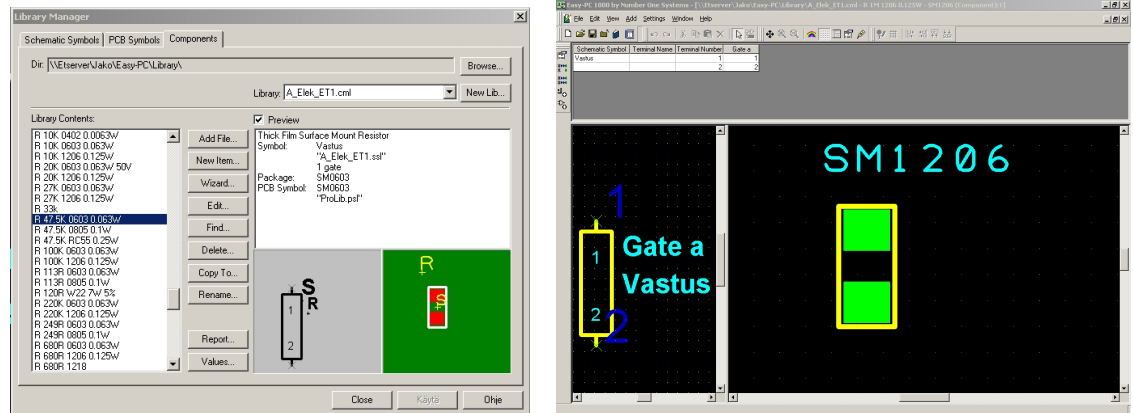 Library Manager
Schematic Symbols PCB Symbols Components
Dir: \\Etserver\Jako\Easy-PC\Library\ Browse...
Library: A_Elek_ET1.cml New Lib...
Library Contents:
Preview
R 10K 0402 0.0063W
R 10K 0603 0.063W
R 10K 1206 0.125W
R 20K 0603 0.063W 50V
R 20K 1206 0.125W
R 27K 0603 0.063W
R 27K 1206 0.125W
R 33k
R 47.5K 0603 0.063W
R 47.5K 0805 0.1W
R 47.5K RC55 0.25W
R 100K 0603 0.063W
R 100K 1206 0.125W
R 113R 0603 0.063W
R 113R 0805 0.1W
R 120R W22 7W 5%
R 220K 0603 0.063W
R 220K 1206 0.125W
R 249R 0603 0.063W
R 249R 0805 0.1W
R 680R 0603 0.063W
R 680R 1206 0.125W
R 680R 1218
Add File...
New Item...
Wizard...
Edit...
Find...
Delete...
Copy To...
Rename...
Report...
Values...
Thick Film Surface Mount Resistor
Symbol: Vastus
"A_Elek_ET1.ssl"
1 gate
Package: SM0603
PCB Symbol: SM0603
"ProLib.psf"
S
R
1
2
R
S
Close Käytä Ohje
Easy-PC 1000 by Number One Systems - [\\Etserver\Jako\Easy-PC\Library\A_Elek_ET1.cml - R 1M 1206 0.125W - SM1206 (Component):1]
File Edit View Add Settings Window Help
Schematic Symbol Terminal Name Terminal Number Gate a
Vastus 1 1
2 2
1
1
Gate a
Vastus
2
2
SM1206